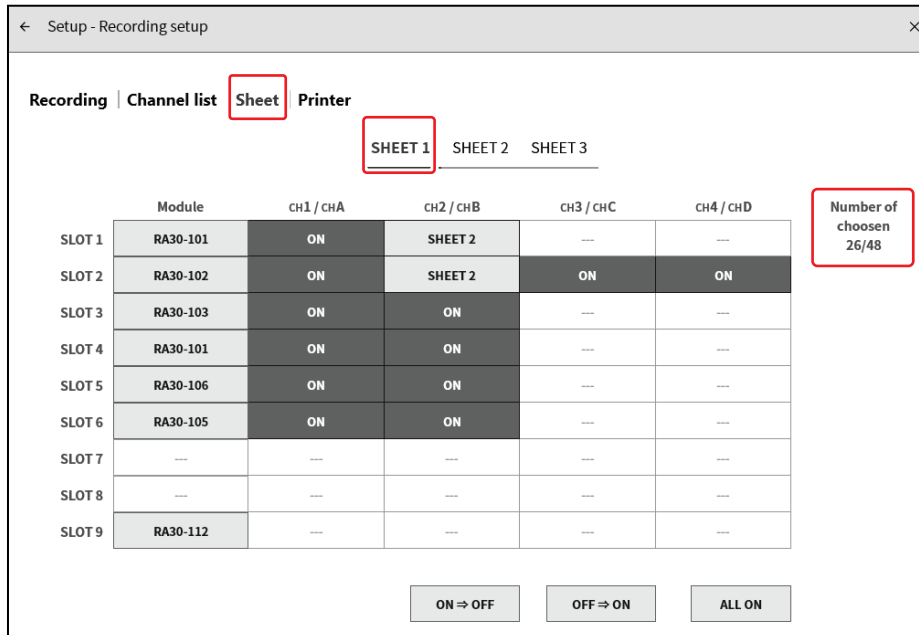 ← Setup - Recording setup ×
Recording | Channel list | Sheet | Printer
SHEET 1 SHEET 2 SHEET 3
Module CH1 / CHA CH2 / CHB CH3 / CHC CH4 / CHD Number of
choosen
26/48
SLOT 1 RA30-101 ON SHEET 2 --- ---
SLOT 2 RA30-102 ON SHEET 2 ON ON
SLOT 3 RA30-103 ON ON --- ---
SLOT 4 RA30-101 ON ON --- ---
SLOT 5 RA30-106 ON ON --- ---
SLOT 6 RA30-105 ON ON --- ---
SLOT 7 --- --- --- --- ---
SLOT 8 --- --- --- --- ---
SLOT 9 RA30-112 --- --- --- ---
ON ⇒ OFF OFF ⇒ ON ALL ON